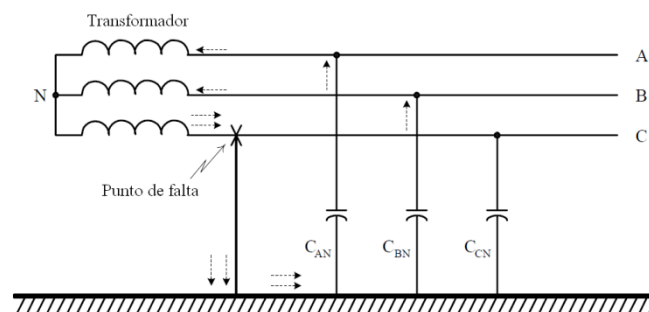 Transformador
A
N
B
C
Punto de falta
C_AN
C_BN
C_CN